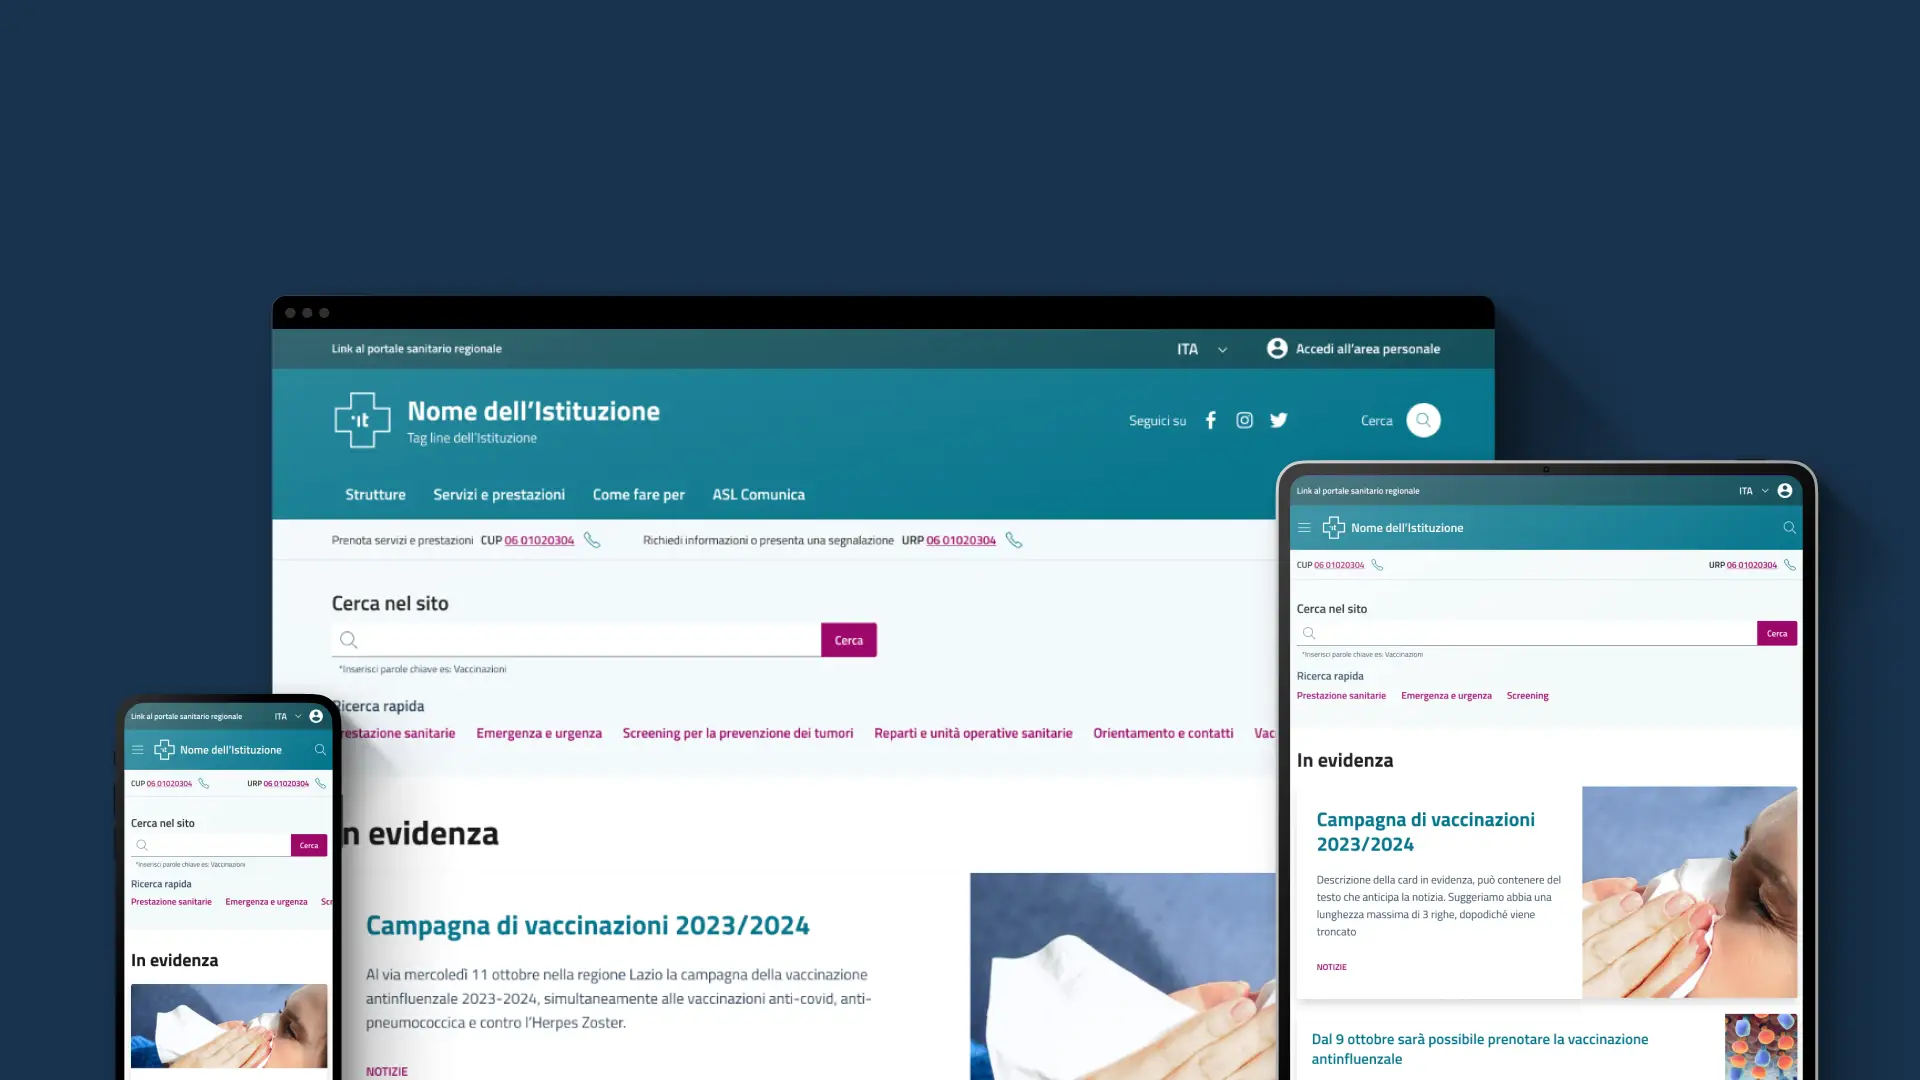 Link al portale sanitario regionale
ITA
Accedi all'area personale
·it
Nome dell'Istituzione
Tag line dell'Istituzione
Seguici su
Cerca
Strutture Servizi e prestazioni Come fare per ASL Comunica
Prenota servizi e prestazioni CUP 06 01020304
Richiedi informazioni o presenta una segnalazione URP 06 01020304
Cerca nel sito
Cerca
*Inserisci parole chiave es: Vaccinazioni
Ricerca rapida
restazione sanitarie Emergenza e urgenza Screening per la prevenzione dei tumori Reparti e unità operative sanitarie Orientamento e contatti Vac
n evidenza
Campagna di vaccinazioni 2023/2024
Al via mercoledì 11 ottobre nella regione Lazio la campagna della vaccinazione
antinfluenzale 2023-2024, simultaneamente alle vaccinazioni anti-covid, anti-
pneumococcica e contro l'Herpes Zoster.
NOTIZIE
Link al portale sanitario regionale
ITA
·it
Nome dell'Istituzione
CUP 06 01020304
URP 06 01020304
Cerca nel sito
Cerca
*Inserisci parole chiave es: Vaccinazioni
Ricerca rapida
Prestazione sanitarie Emergenza e urgenza Scr
In evidenza
Link al portale sanitario regionale
ITA
·it
Nome dell'Istituzione
CUP 06 01020304
URP 06 01020304
Cerca nel sito
Cerca
*Inserisci parole chiave es: Vaccinazioni
Ricerca rapida
Prestazione sanitarie Emergenza e urgenza Screening
In evidenza
Campagna di vaccinazioni
2023/2024
Descrizione della card in evidenza, può contenere del
testo che anticipa la notizia. Suggeriamo abbia una
lunghezza massima di 3 righe, dopodiché viene
troncato
NOTIZIE
Dal 9 ottobre sarà possibile prenotare la vaccinazione
antinfluenzale